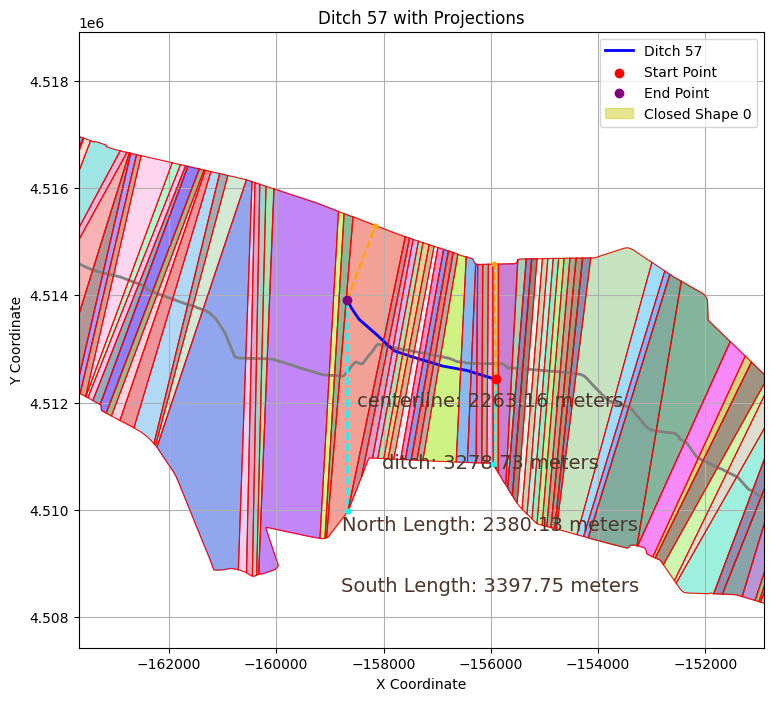 Ditch 57 with Projections
1e6
Ditch 57
Start Point
End Point
Closed Shape 0
4.518
4.516
4.514
4.512
4.510
4.508
Y Coordinate
centerline: 2263.16 meters
ditch: 3278.73 meters
North Length: 2380.13 meters
South Length: 3397.75 meters
−162000 −160000 −158000 −156000 −154000 −152000
X Coordinate